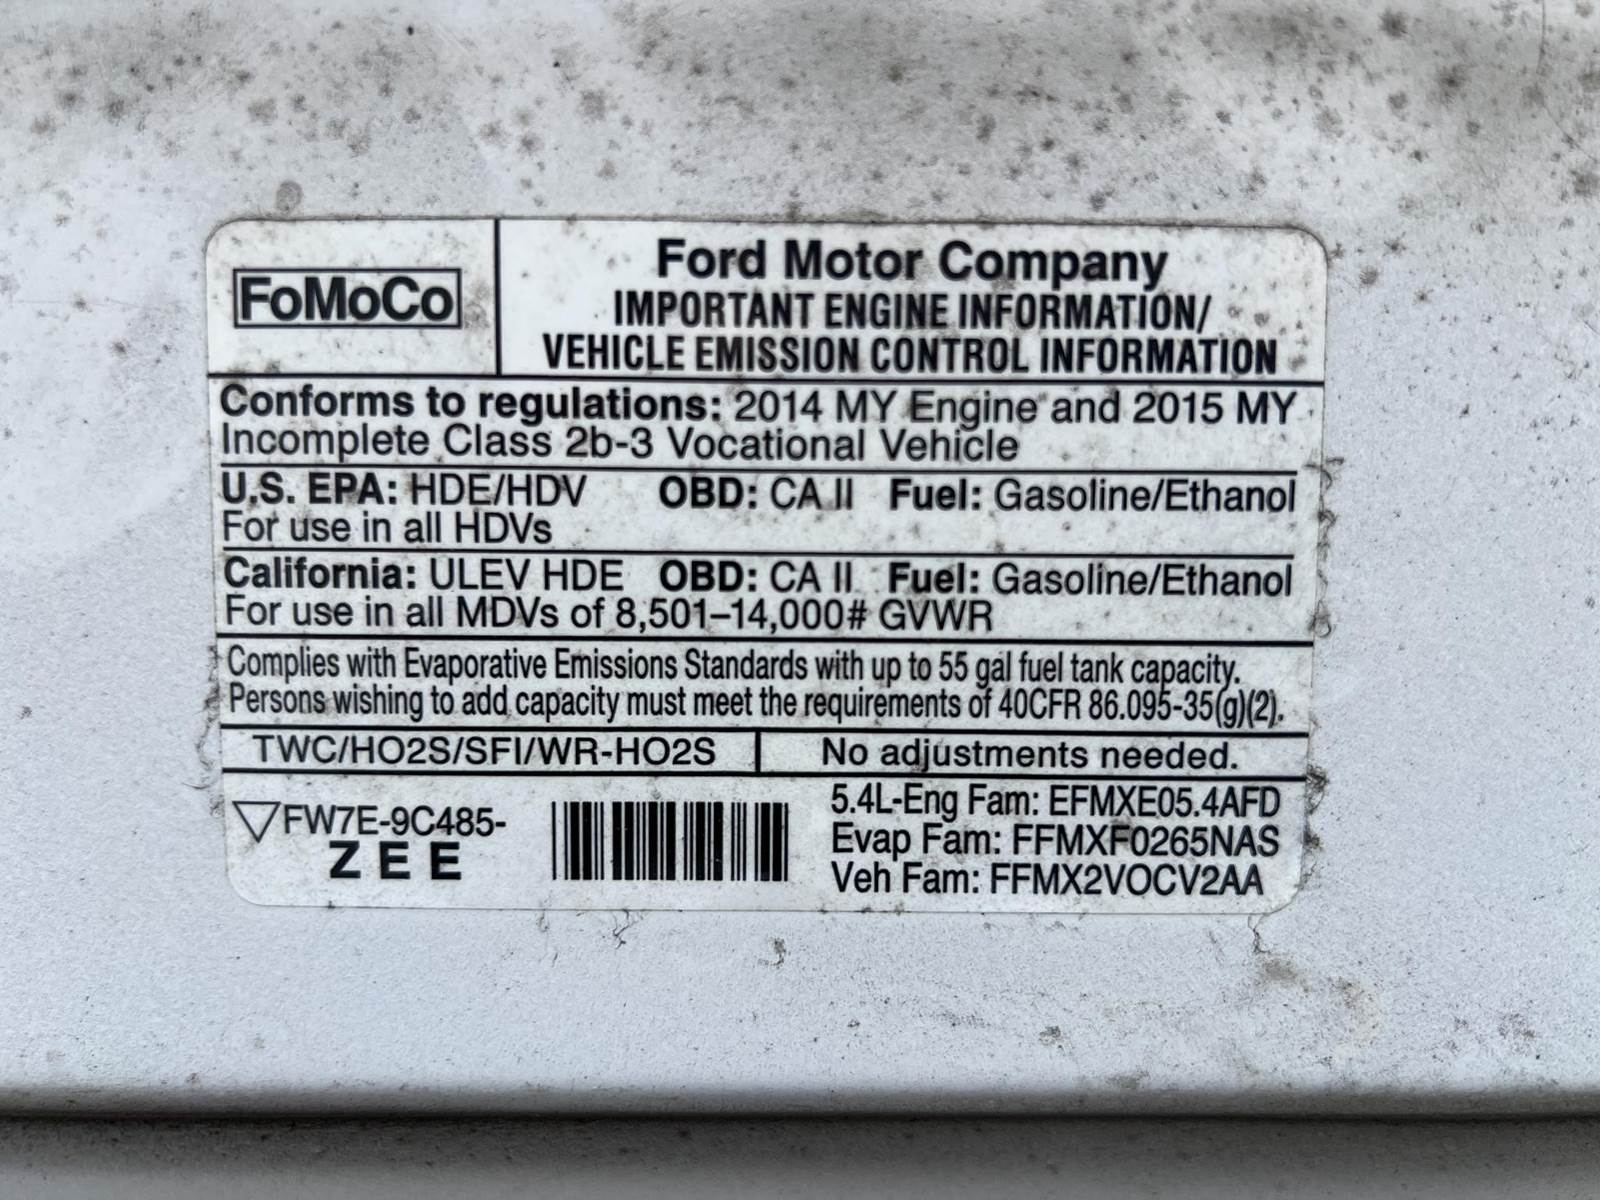 FoMoCo
Ford Motor Company
IMPORTANT ENGINE INFORMATION/
VEHICLE EMISSION CONTROL INFORMATION
Conforms to regulations: 2014 MY Engine and 2015 MY
Incomplete Class 2b-3 Vocational Vehicle
U.S. EPA: HDE/HDV OBD: CA II Fuel: Gasoline/Ethanol
For use in all HDVs
California: ULEV HDE OBD: CA II Fuel: Gasoline/Ethanol
For use in all MDVs of 8,501–14,000# GVWR
Complies with Evaporative Emissions Standards with up to 55 gal fuel tank capacity.
Persons wishing to add capacity must meet the requirements of 40CFR 86.095-35(g)(2).
TWC/HO2S/SFI/WR-HO2S
No adjustments needed.
FW7E-9C485-
ZEE
5.4L-Eng Fam: EFMXE05.4AFD
Evap Fam: FFMXF0265NAS
Veh Fam: FFMX2VOCV2AA